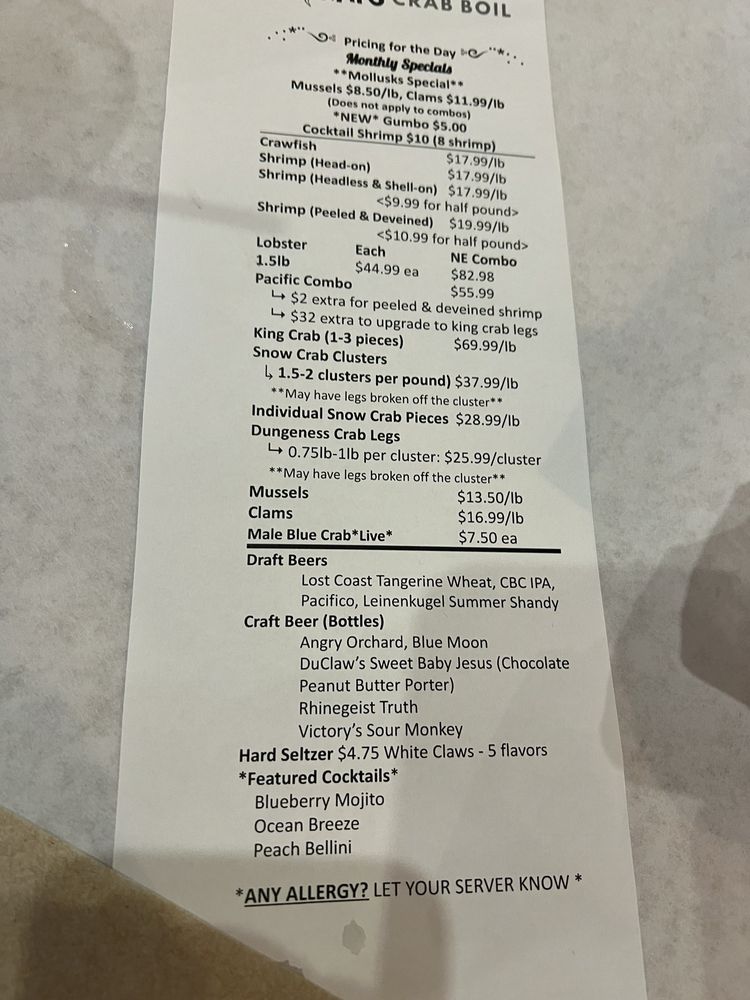 CRAB BOIL
Pricing for the Day
Monthly Specials
**Mollusks Special**
Mussels $8.50/lb, Clams $11.99/lb
(Does not apply to combos)
*NEW* Gumbo $5.00
Cocktail Shrimp $10 (8 shrimp)
Crawfish $17.99/lb
Shrimp (Head-on) $17.99/lb
Shrimp (Headless & Shell-on) $17.99/lb
<$9.99 for half pound>
Shrimp (Peeled & Deveined) $19.99/lb
<$10.99 for half pound>
Lobster Each NE Combo
1.5lb $44.99 ea $82.98
Pacific Combo $55.99
↳ $2 extra for peeled & deveined shrimp
↳ $32 extra to upgrade to king crab legs
King Crab (1-3 pieces) $69.99/lb
Snow Crab Clusters
↳ 1.5-2 clusters per pound) $37.99/lb
**May have legs broken off the cluster**
Individual Snow Crab Pieces $28.99/lb
Dungeness Crab Legs
↳ 0.75lb-1lb per cluster: $25.99/cluster
**May have legs broken off the cluster**
Mussels $13.50/lb
Clams $16.99/lb
Male Blue Crab*Live* $7.50 ea
Draft Beers
Lost Coast Tangerine Wheat, CBC IPA,
Pacifico, Leinenkugel Summer Shandy
Craft Beer (Bottles)
Angry Orchard, Blue Moon
DuClaw's Sweet Baby Jesus (Chocolate
Peanut Butter Porter)
Rhinegeist Truth
Victory's Sour Monkey
Hard Seltzer $4.75 White Claws - 5 flavors
*Featured Cocktails*
Blueberry Mojito
Ocean Breeze
Peach Bellini
*ANY ALLERGY? LET YOUR SERVER KNOW *